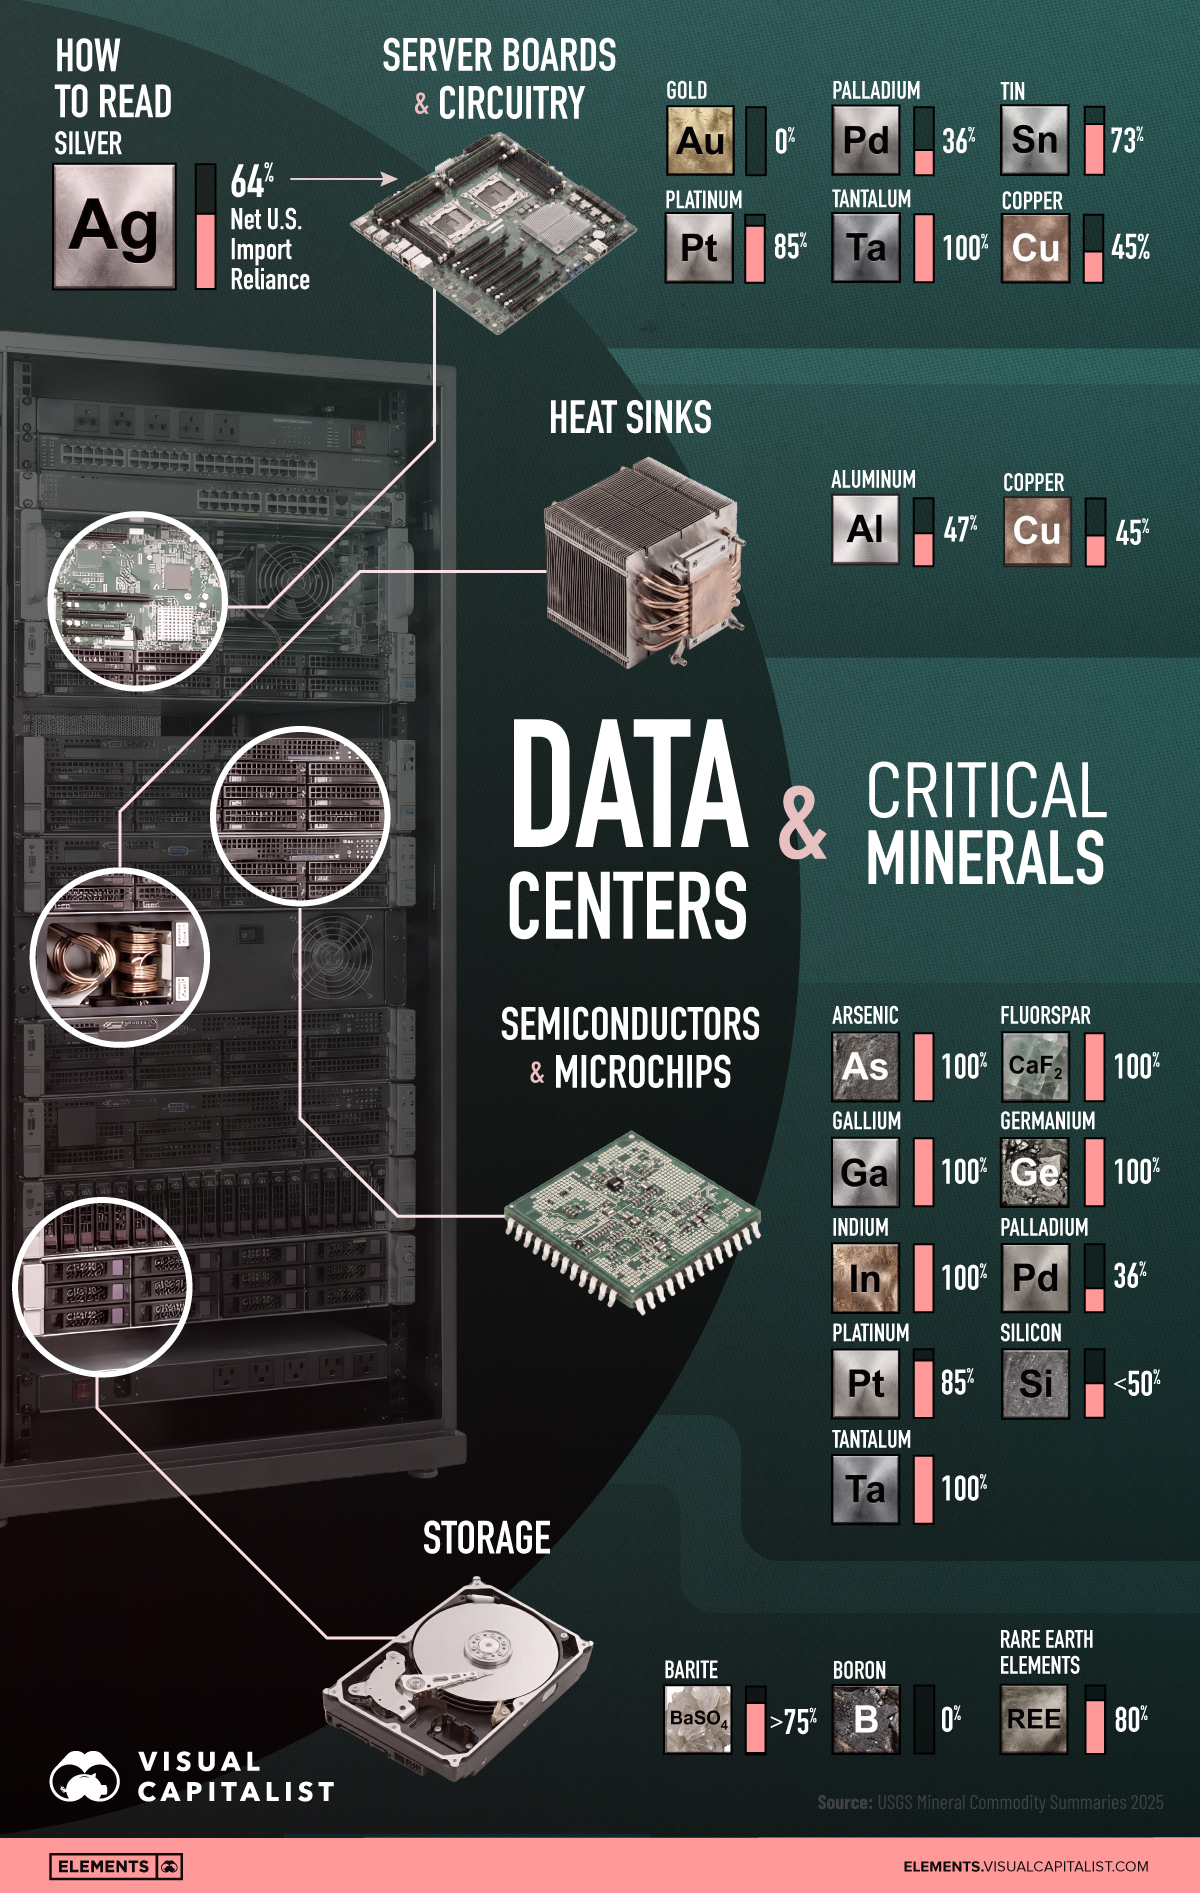 HOW
TO READ
SILVER
Ag
64%
Net U.S.
Import
Reliance
SERVER BOARDS
& CIRCUITRY
GOLD
Au
0%
PALLADIUM
Pd
36%
TIN
Sn
73%
PLATINUM
Pt
85%
TANTALUM
Ta
100%
COPPER
Cu
45%
HEAT SINKS
ALUMINUM
Al
47%
COPPER
Cu
45%
DATA
CENTERS
&
CRITICAL
MINERALS
SEMICONDUCTORS
& MICROCHIPS
ARSENIC
As
100%
FLUORSPAR
CaF2
100%
GALLIUM
Ga
100%
GERMANIUM
Ge
100%
INDIUM
In
100%
PALLADIUM
Pd
36%
PLATINUM
Pt
85%
SILICON
Si
<50%
TANTALUM
Ta
100%
STORAGE
BARITE
BaSO4
>75%
BORON
B
0%
RARE EARTH
ELEMENTS
REE
80%
VISUAL
CAPITALIST
Source: USGS Mineral Commodity Summaries 2025
ELEMENTS
ELEMENTS.VISUALCAPITALIST.COM